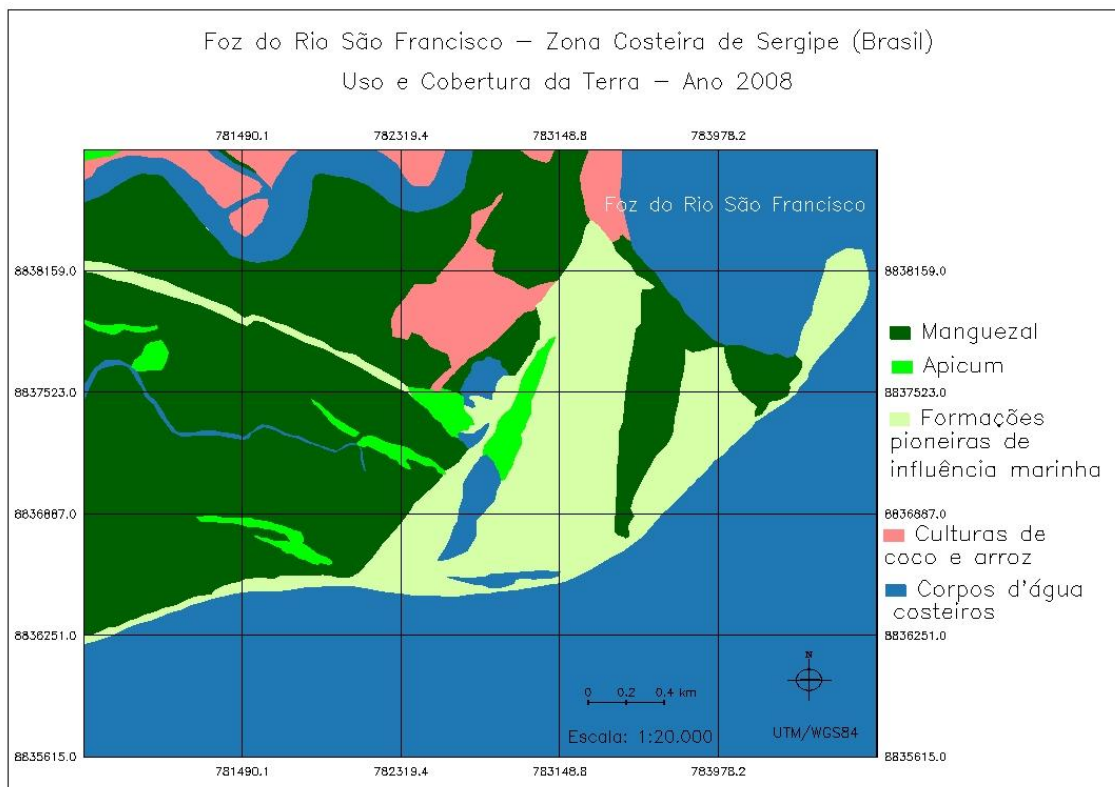 Foz do Rio São Francisco – Zona Costeira de Sergipe (Brasil)
Uso e Cobertura da Terra – Ano 2008
781490.1 782319.4 783148.8 783978.2
Foz do Rio São Francisco
8838159.0 8838159.0
Manguezal
Apicum
8837523.0 8837523.0
Formações
pioneiras de
influência marinha
8836887.0 8836887.0
Culturas de
coco e arroz
Corpos d'água
costeiros
8836251.0 8836251.0
N
0 0.2 0.4 km
Escala: 1:20.000
UTM/WGS84
8835615.0 8835615.0
781490.1 782319.4 783148.8 783978.2